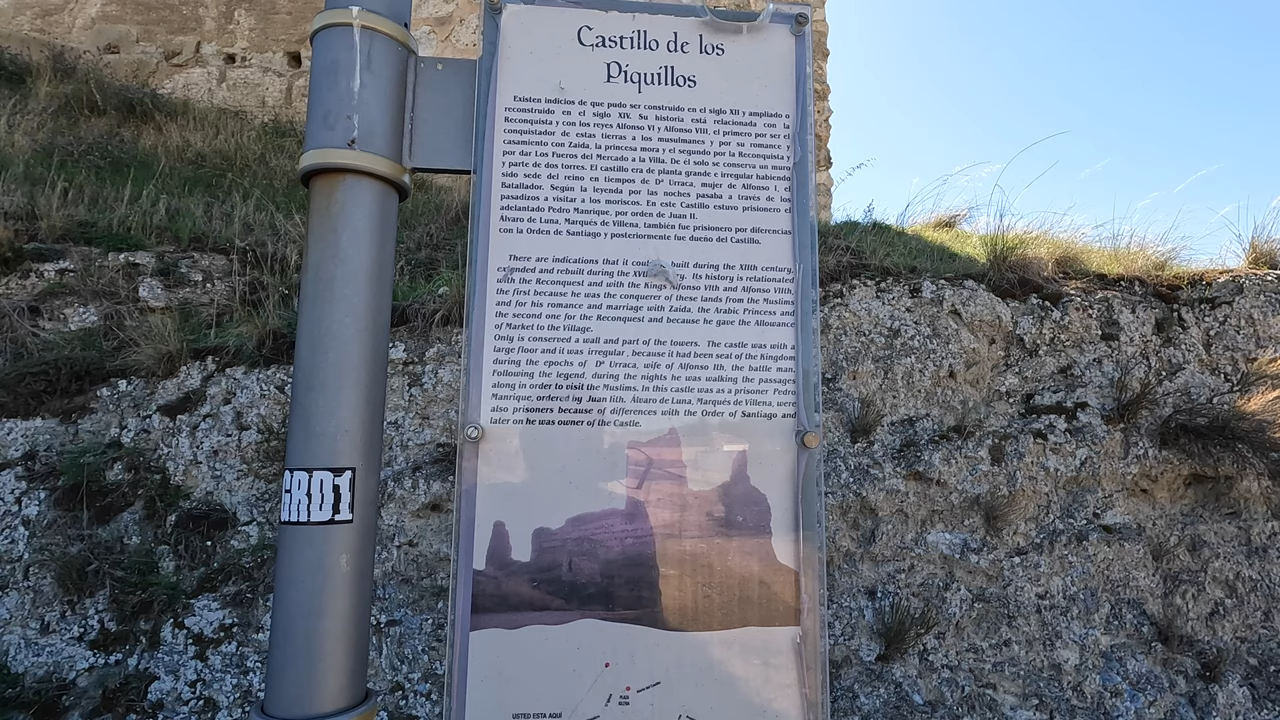 Castillo de los
Piquillos
Existen indicios de que pudo ser construido en el siglo XII y ampliado o
reconstruido en el siglo XIV. Su historia está relacionada con la
Reconquista y con los reyes Alfonso VI y Alfonso VIII, el primero por ser el
conquistador de estas tierras a los musulmanes y por su romance y
casamiento con Zaida, la princesa mora y el segundo por la Reconquista y
por dar Los Fueros del Mercado a la Villa. De él solo se conserva un muro
y parte de dos torres. El castillo era de planta grande e irregular habiendo
sido sede del reino en tiempos de Dª Urraca, mujer de Alfonso I, el
Batallador. Según la leyenda por las noches pasaba a través de los
pasadizos a visitar a los moriscos. En este Castillo estuvo prisionero el
adelantado Pedro Manrique, por orden de Juan II.
Álvaro de Luna, Marqués de Villena, también fue prisionero por diferencias
con la Orden de Santiago y posteriormente fue dueño del Castillo.
There are indications that it built during the XIIth century,
extended and rebuilt during the Its history is relationated
with the Reconquest and with the Kings Alfonso VIth and Alfonso VIIth,
the first because he was the conquerer of these lands from the Muslims
and for his romance and marriage with Zaida, the Arabic Princess and
the second one for the Reconquest and because he gave the Allowance
of Market to the Village.
Only is conserved a wall and part of the towers. The castle was with a
large floor and it was irregular , because it had been seat of the Kingdom
during the epochs of Dª Urraca, wife of Alfonso Ith, the battle man.
Following the legend, during the nights he was walking the passages
along in order to visit the Muslims. In this castle was as a prisoner Pedro
Manrique, ordered by Juan Iith. Álvaro de Luna, Marqués de Villena, were
also prisoners because of differences with the Order of Santiago and
later on he was owner of the Castle.
GRD1
PLAZA
IGLESIA
USTED ESTA AQUÍ